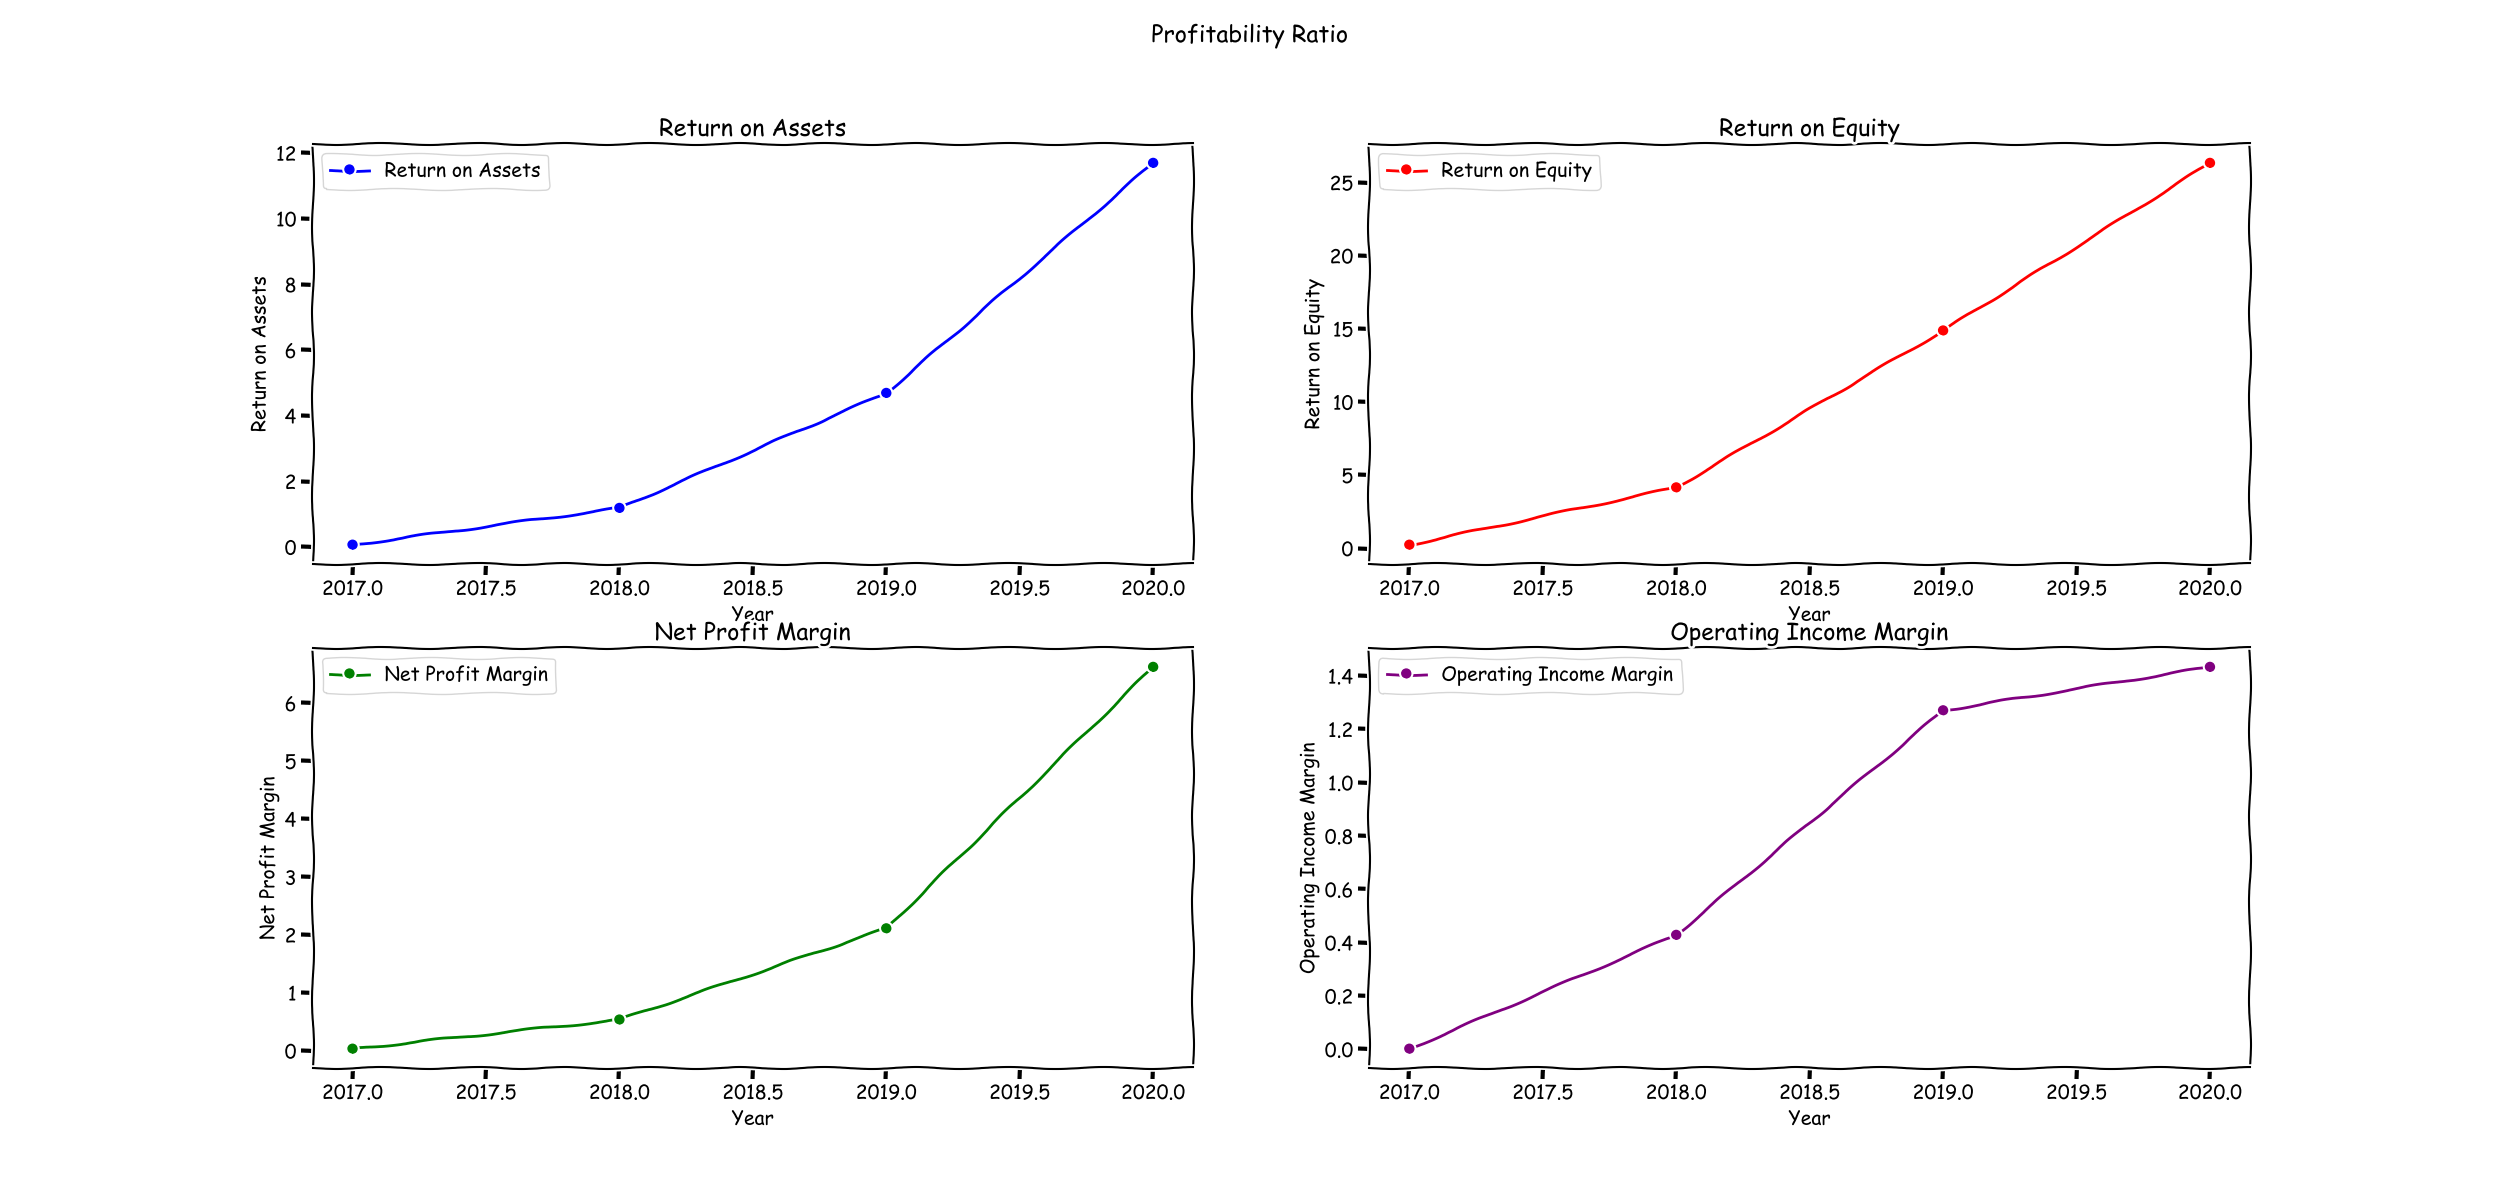 Profitability Ratio
Return on Assets
Return on Assets
Return on Assets
12
10
8
6
4
2
0
2017.0 2017.5 2018.0 2018.5 2019.0 2019.5 2020.0
Year
Return on Equity
Return on Equity
Return on Equity
25
20
15
10
5
0
2017.0 2017.5 2018.0 2018.5 2019.0 2019.5 2020.0
Year
Net Profit Margin
Net Profit Margin
Net Profit Margin
6
5
4
3
2
1
0
2017.0 2017.5 2018.0 2018.5 2019.0 2019.5 2020.0
Year
Operating Income Margin
Operating Income Margin
Operating Income Margin
1.4
1.2
1.0
0.8
0.6
0.4
0.2
0.0
2017.0 2017.5 2018.0 2018.5 2019.0 2019.5 2020.0
Year